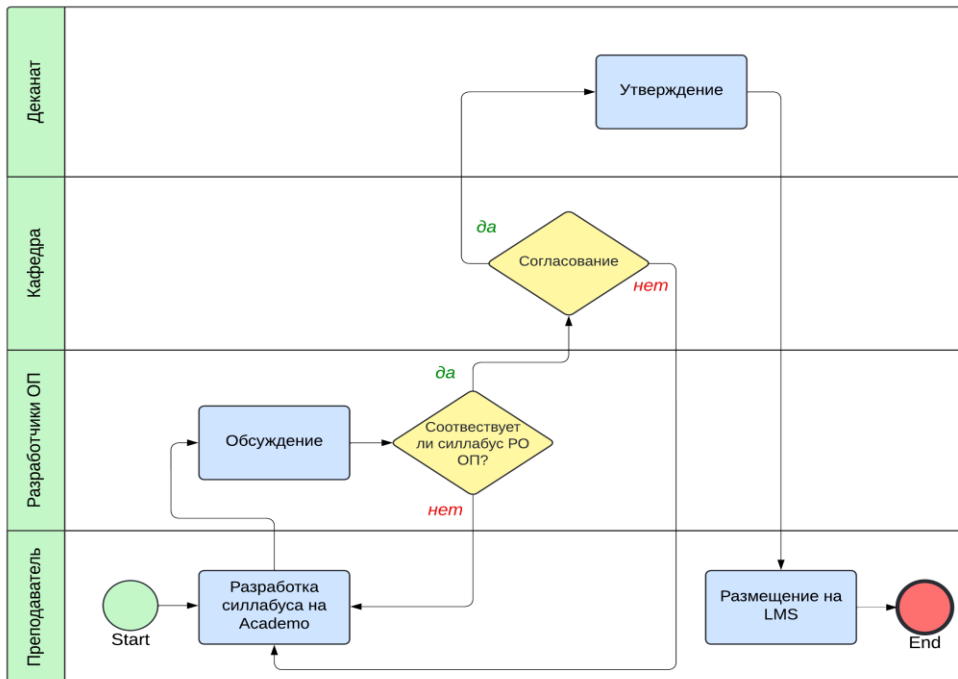 Деканат
Утверждение
Кафедра
да
Согласование
нет
Разработчики ОП
да
Обсуждение
Соотвествует
ли силлабус РО
ОП?
нет
Преподаватель
Start
Разработка
силлабуса на
Academo
Размещение на
LMS
End